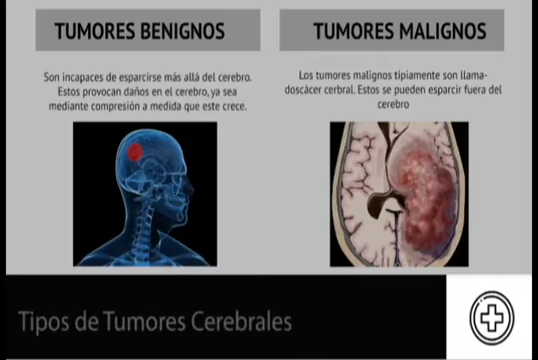 TUMORES BENIGNOS
Son incapaces de esparcirse más allá del cerebro.
Estos provocan daños en el cerebro, ya sea
mediante compresión a medida que este crece.
TUMORES MALIGNOS
Los tumores malignos típiamente son llama-
doscácer cerbral. Estos se pueden esparcir fuera del
cerebro
Tipos de Tumores Cerebrales